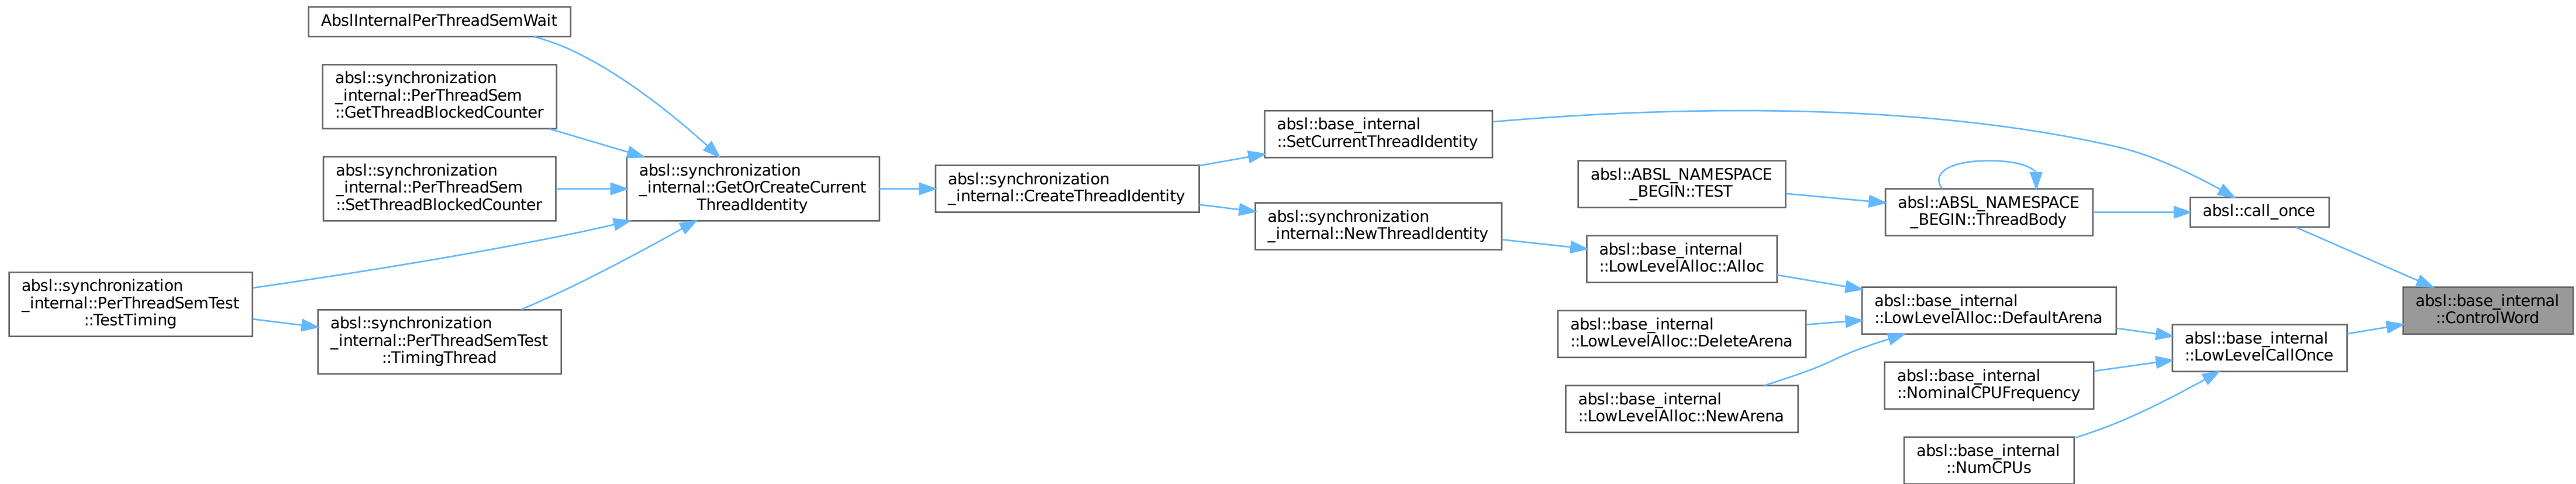 AbslInternalPerThreadSemWait
absl::synchronization
_internal::PerThreadSem
::GetThreadBlockedCounter
absl::synchronization
_internal::PerThreadSem
::SetThreadBlockedCounter
absl::synchronization
_internal::PerThreadSemTest
::TestTiming
absl::synchronization
_internal::PerThreadSemTest
::TimingThread
absl::synchronization
_internal::GetOrCreateCurrent
ThreadIdentity
absl::synchronization
_internal::CreateThreadIdentity
absl::base_internal
::SetCurrentThreadIdentity
absl::synchronization
_internal::NewThreadIdentity
absl::ABSL_NAMESPACE
_BEGIN::TEST
absl::base_internal
::LowLevelAlloc::Alloc
absl::base_internal
::LowLevelAlloc::DeleteArena
absl::base_internal
::LowLevelAlloc::NewArena
absl::ABSL_NAMESPACE
_BEGIN::ThreadBody
absl::base_internal
::LowLevelAlloc::DefaultArena
absl::base_internal
::NominalCPUFrequency
absl::base_internal
::NumCPUs
absl::call_once
absl::base_internal
::LowLevelCallOnce
absl::base_internal
::ControlWord